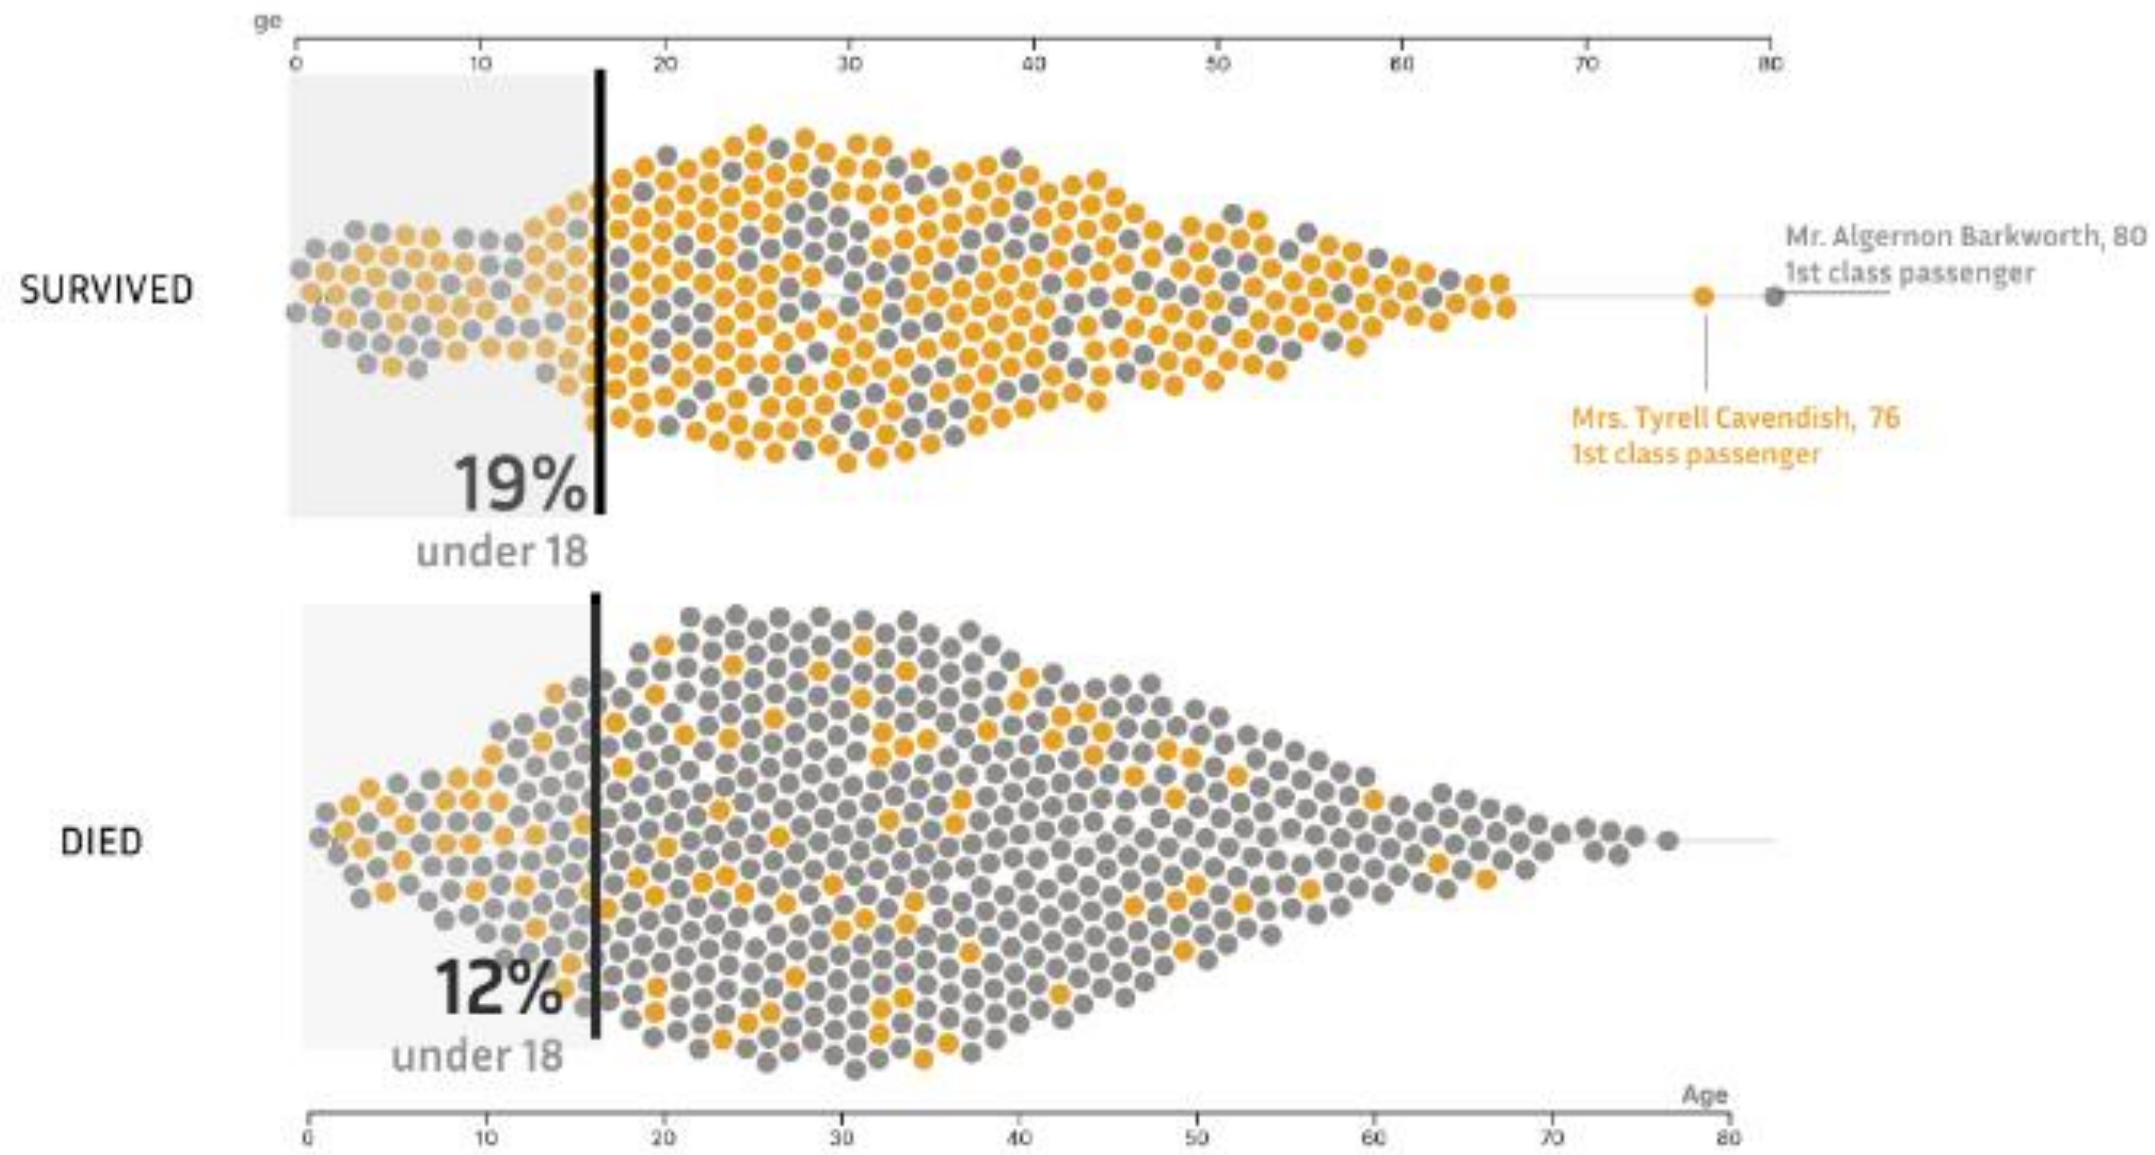 ge
0 10 20 30 40 50 60 70 80
SURVIVED
Mr. Algernon Barkworth, 80
1st class passenger
Mrs. Tyrell Cavendish, 76
1st class passenger
19%
under 18
DIED
12%
under 18
Age
0 10 20 30 40 50 60 70 80